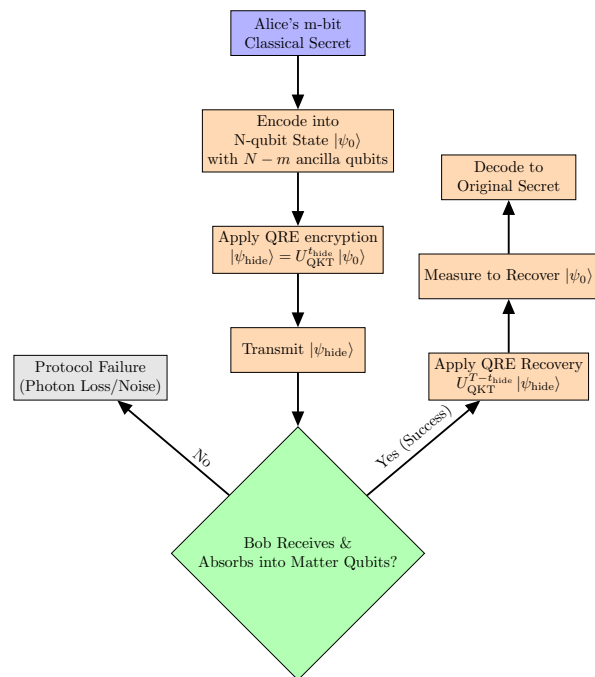 Alice's m-bit
Classical Secret
Encode into
N-qubit State |ψ₀⟩
with N − m ancilla qubits
Apply QRE encryption
|ψ_hide⟩ = U_QKT^{t_hide} |ψ₀⟩
Transmit |ψ_hide⟩
Protocol Failure
(Photon Loss/Noise)
No
Bob Receives &
Absorbs into Matter Qubits?
Yes (Success)
Apply QRE Recovery
U_QKT^{T−t_hide} |ψ_hide⟩
Measure to Recover |ψ₀⟩
Decode to
Original Secret